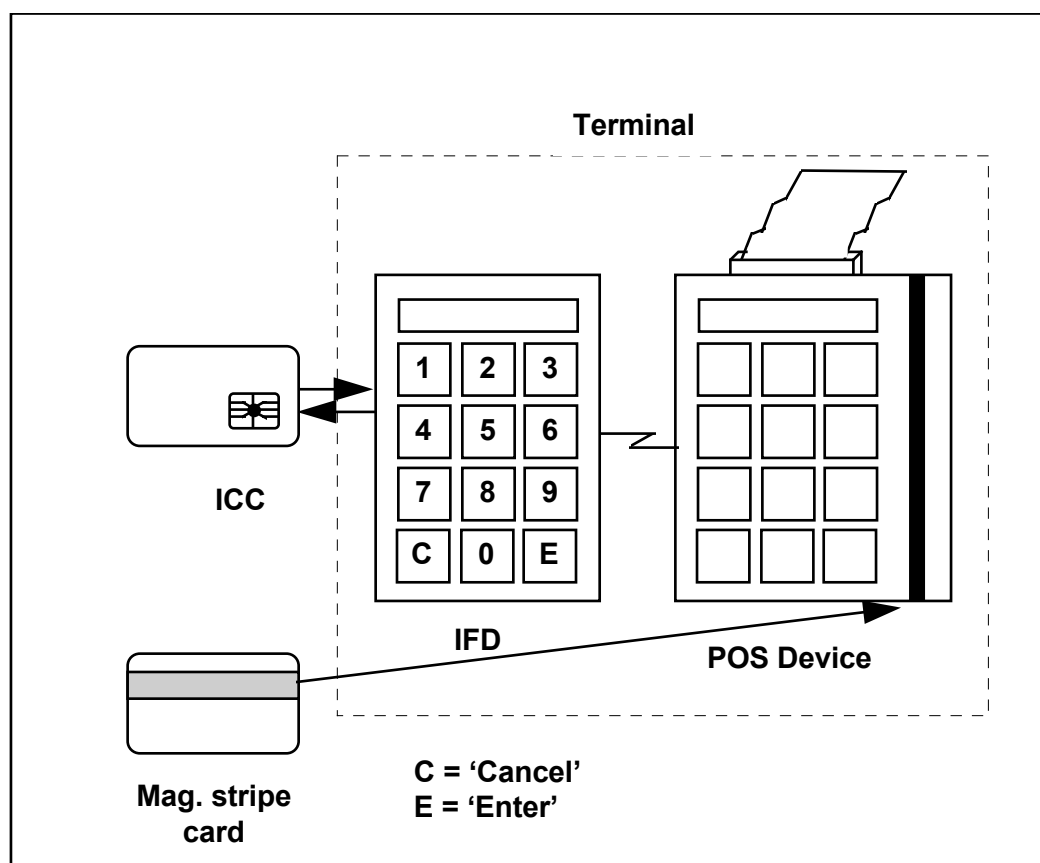 Terminal
1 2 3
4 5 6
7 8 9
C 0 E
ICC
IFD
POS Device
Mag. stripe
card
C = ‘Cancel’
E = ‘Enter’